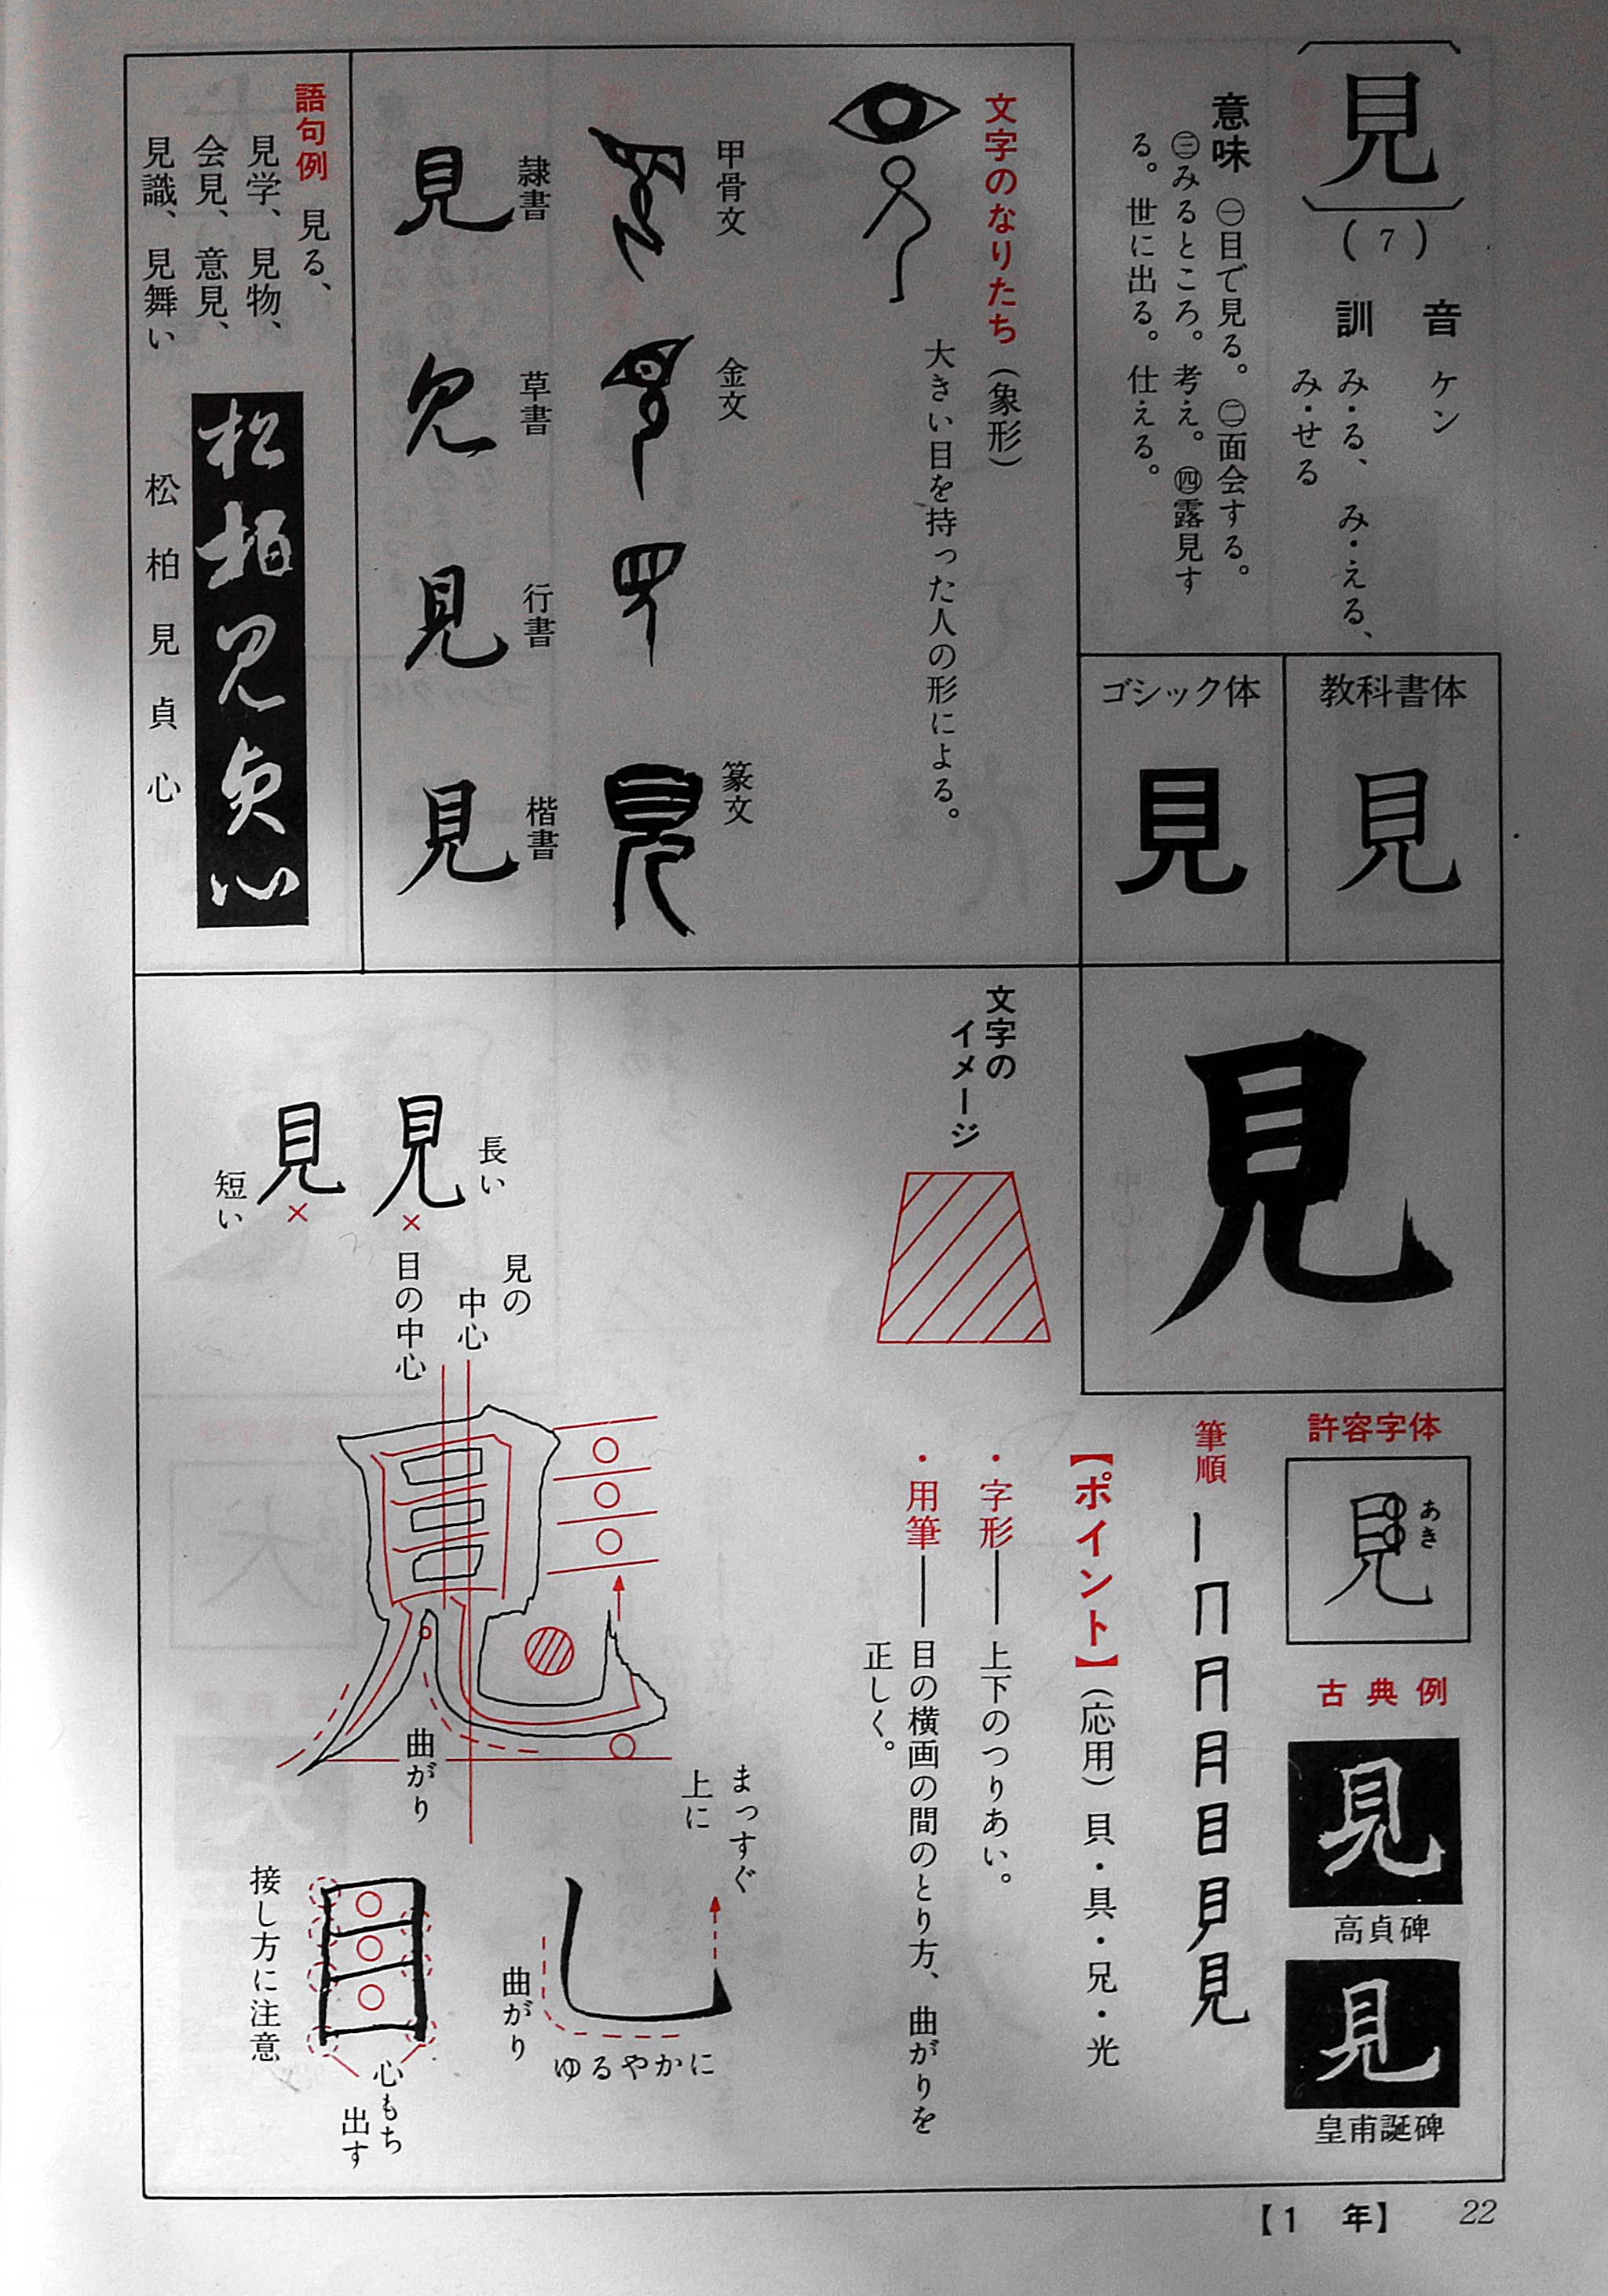 見
(7)
音 ケン
訓 み・る、み・える、
み・せる
意味 ㊀目で見る。㊁面会する。
㊂みるところ。考え。㊃露見す
る。世に出る。仕える。
教科書体
見
ゴシック体
見
文字のなりたち(象形)
大きい目を持った人の形による。
甲骨文
金文
篆文
隷書
見
草書
見
行書
見
楷書
見
語句例 見る、
見学、見物、
会見、意見、
見識、見舞い
松柏見貞心
松柏見貞心
見
許容字体
見
あき
古典例
見
高貞碑
見
皇甫誕碑
筆順
見
【ポイント】(応用)貝・具・兄・光
・字形――上下のつりあい。
・用筆――目の横画の間のとり方、曲がりを
正しく。
文字の
イメージ
長い
見
×
見
×
短い
見の
中心
目の中心
曲がり
まっすぐ
上に
曲がり
ゆるやかに
接し方に注意
心もち
出す
【1年】
22